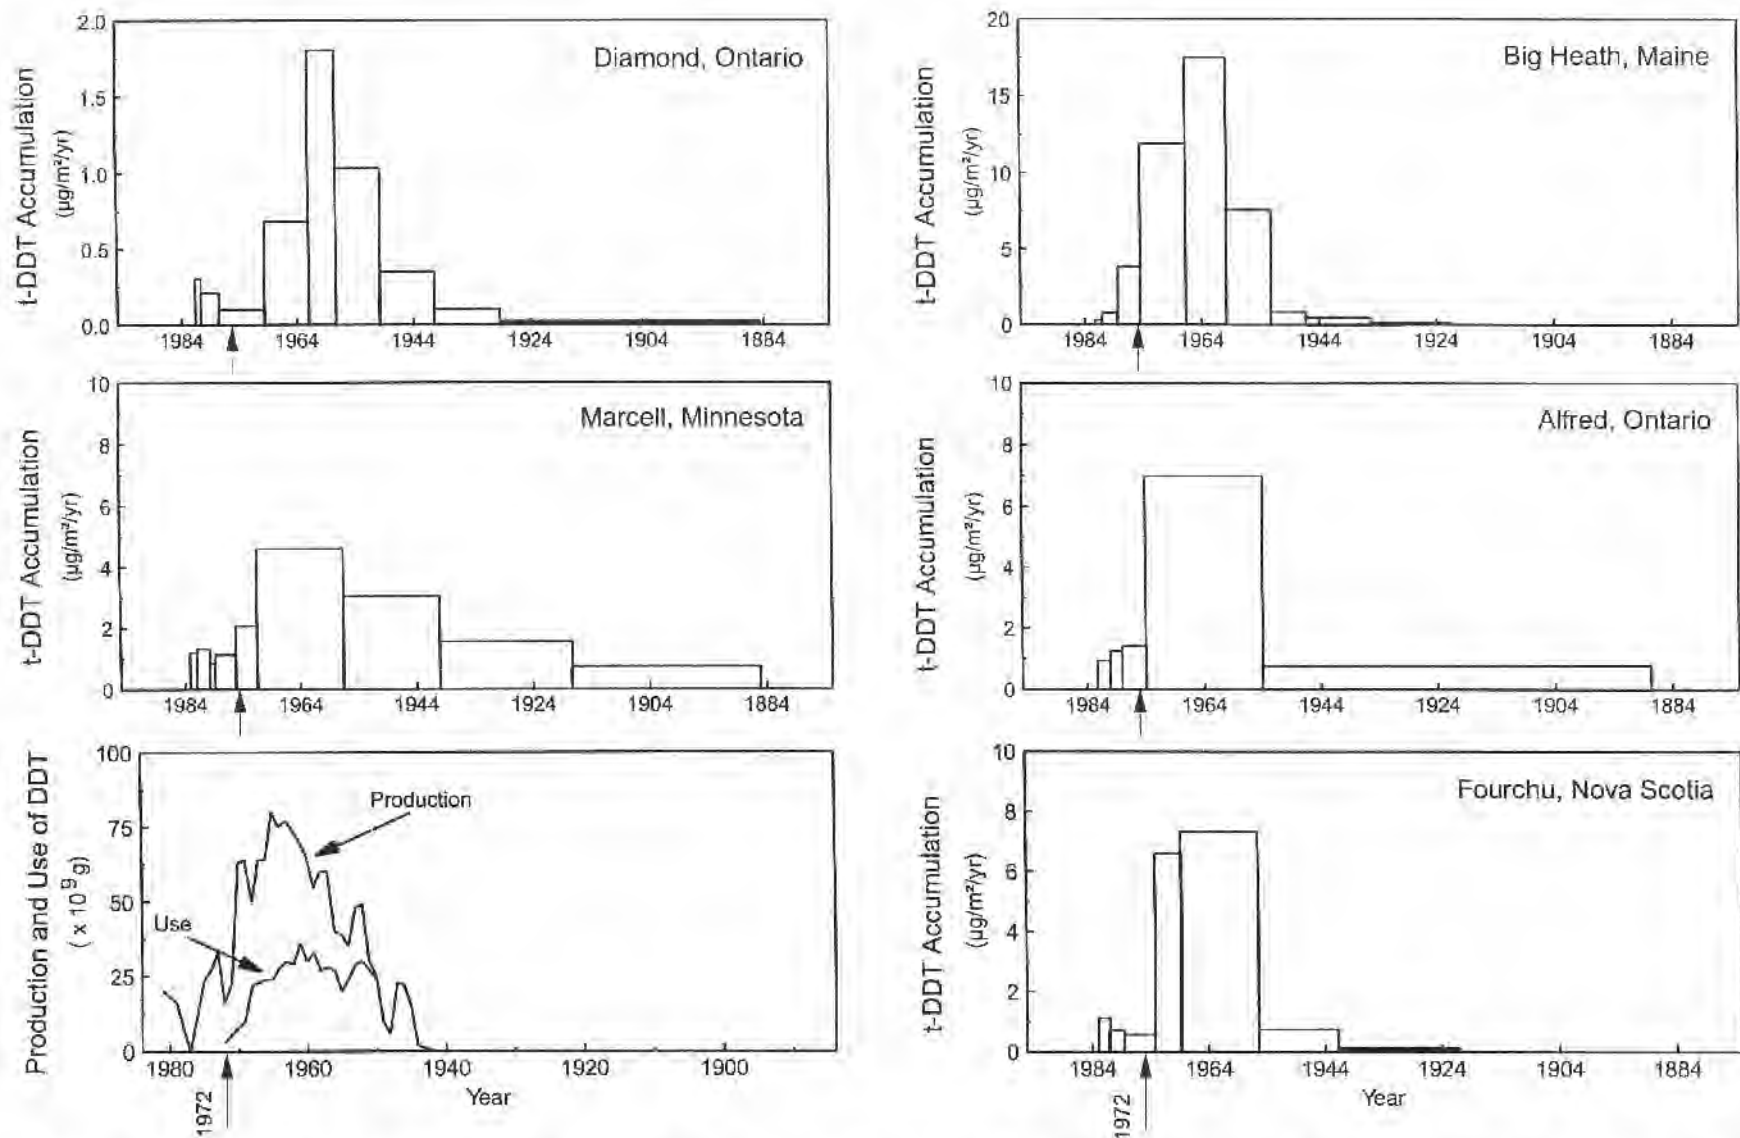 Diamond, Ontario
t-DDT Accumulation
(µg/m²/yr)
2.0
1.5
1.0
0.5
0.0
1984 1964 1944 1924 1904 1884
Big Heath, Maine
t-DDT Accumulation
(µg/m²/yr)
20
15
10
5
0
1984 1964 1944 1924 1904 1884
Marcell, Minnesota
t-DDT Accumulation
(µg/m²/yr)
10
8
6
4
2
0
1984 1964 1944 1924 1904 1884
Alfred, Ontario
t-DDT Accumulation
(µg/m²/yr)
10
8
6
4
2
0
1984 1964 1944 1924 1904 1884
Production and Use of DDT
( x 10⁹g)
100
75
50
25
0
Production
Use
1980 1960 1940 1920 1900
1972
Year
Fourchu, Nova Scotia
t-DDT Accumulation
(µg/m²/yr)
10
8
6
4
2
0
1984 1964 1944 1924 1904 1884
1972
Year